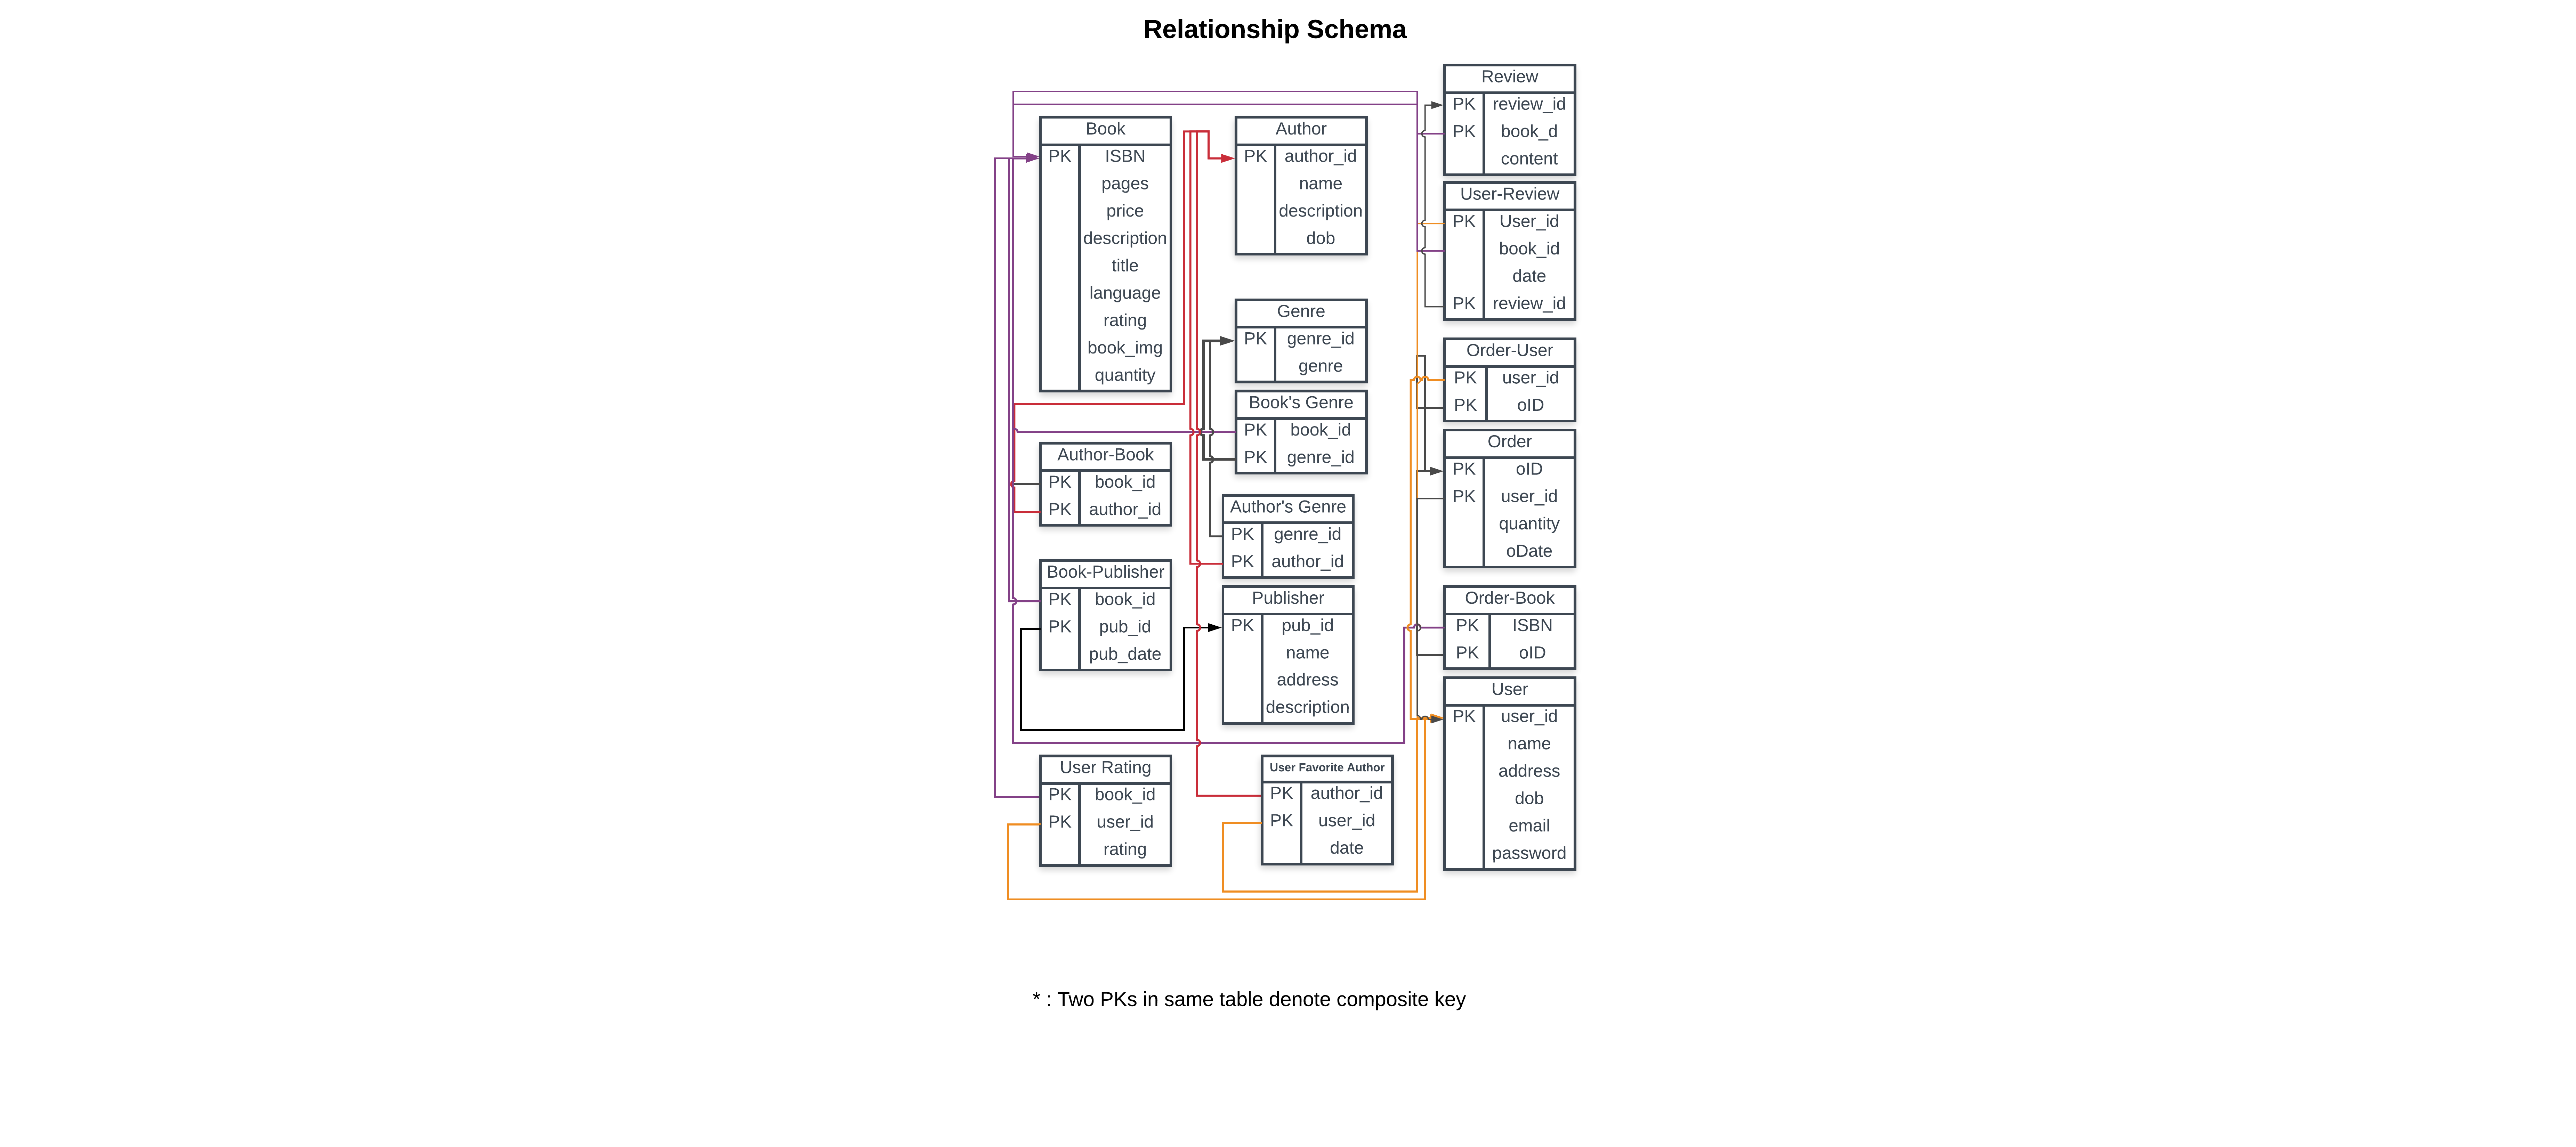 Relationship Schema
Book
PK ISBN
pages
price
description
title
language
rating
book_img
quantity
Author-Book
PK book_id
PK author_id
Book-Publisher
PK book_id
PK pub_id
pub_date
User Rating
PK book_id
PK user_id
rating
Author
PK author_id
name
description
dob
Genre
PK genre_id
genre
Book's Genre
PK book_id
PK genre_id
Author's Genre
PK genre_id
PK author_id
Publisher
PK pub_id
name
address
description
User Favorite Author
PK author_id
PK user_id
date
Review
PK review_id
PK book_d
content
User-Review
PK User_id
book_id
date
PK review_id
Order-User
PK user_id
PK oID
Order
PK oID
PK user_id
quantity
oDate
Order-Book
PK ISBN
PK oID
User
PK user_id
name
address
dob
email
password
* : Two PKs in same table denote composite key